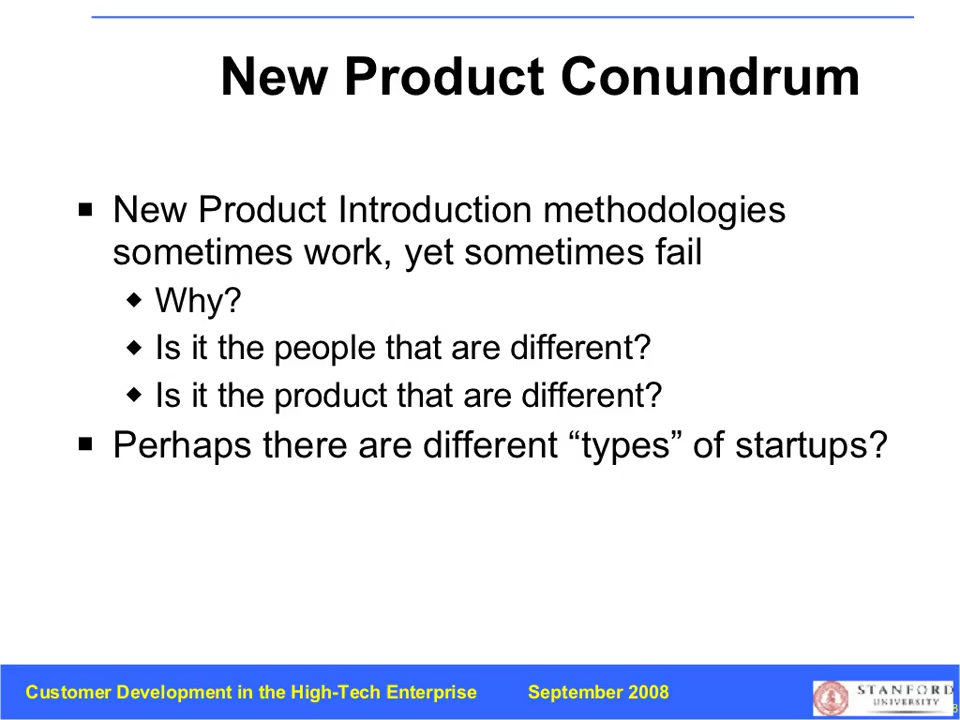 New Product Conundrum
New Product Introduction methodologies
sometimes work, yet sometimes fail
Why?
Is it the people that are different?
Is it the product that are different?
Perhaps there are different “types” of startups?
Customer Development in the High-Tech Enterprise September 2008
STANFORD
UNIVERSITY
8